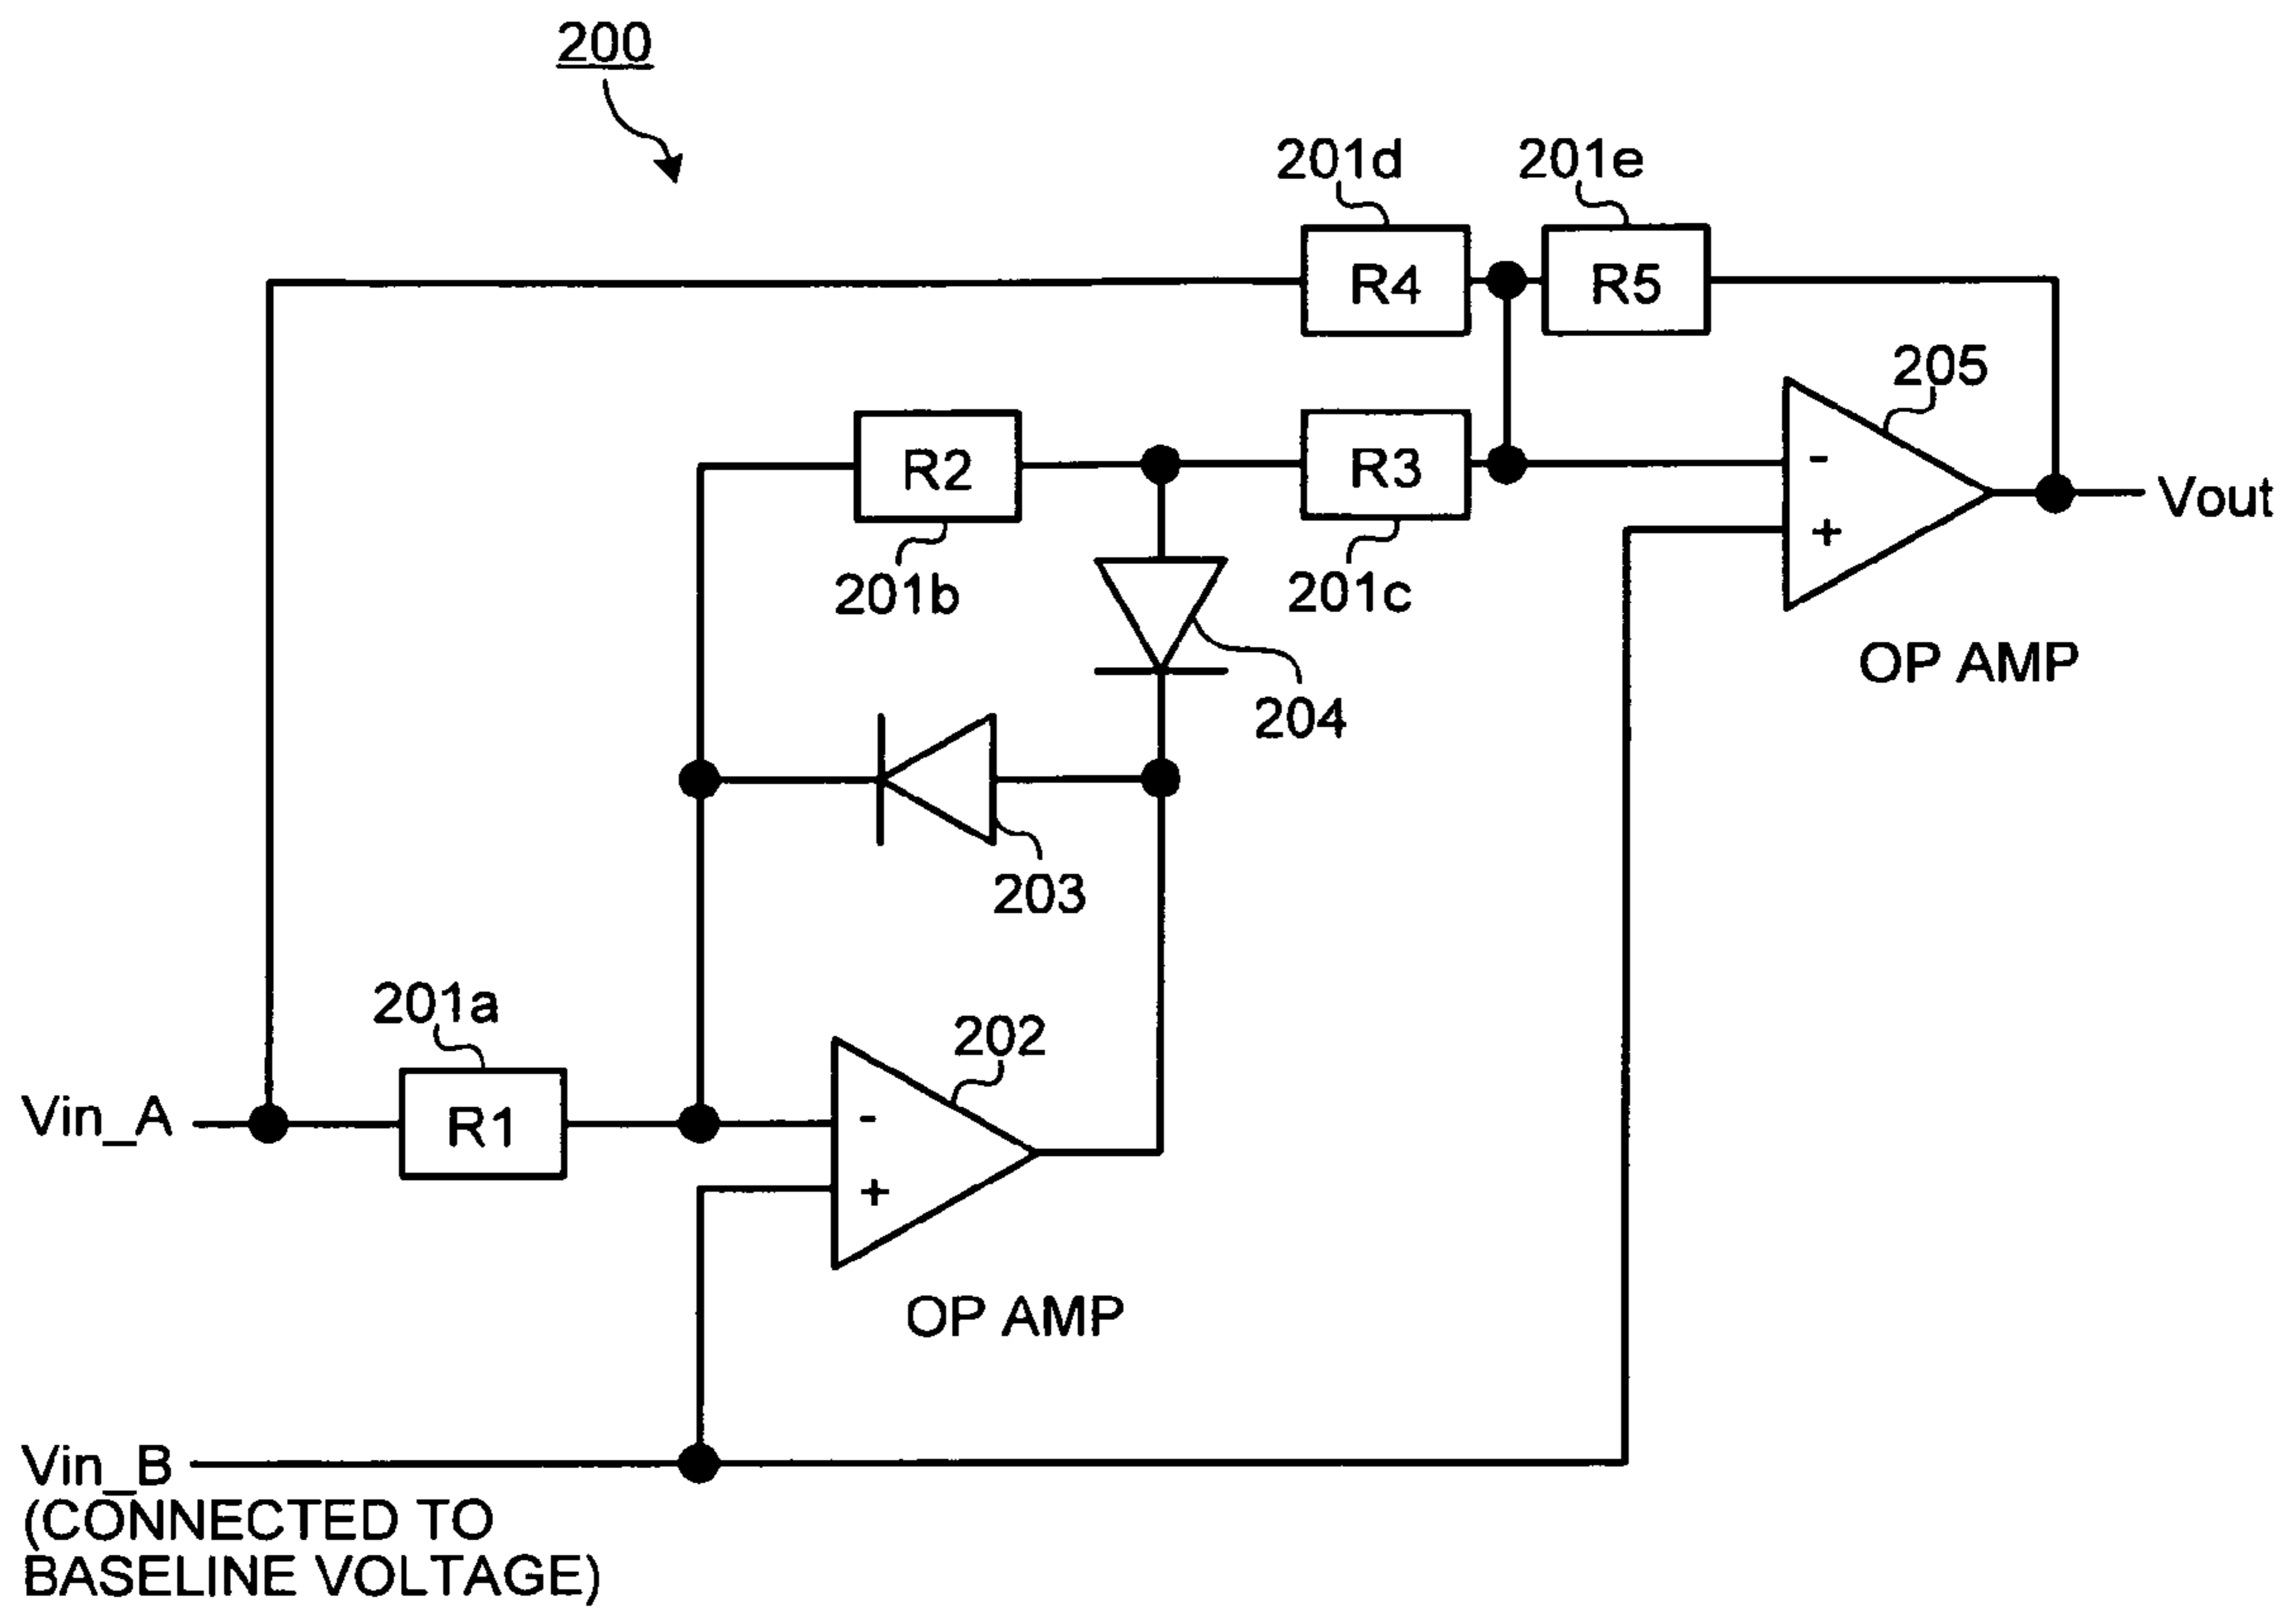 200
201d
201e
R4
R5
205
R2
R3
-
+
Vout
201b
201c
OP AMP
204
203
201a
202
Vin_A
R1
-
+
OP AMP
Vin_B
(CONNECTED TO
BASELINE VOLTAGE)